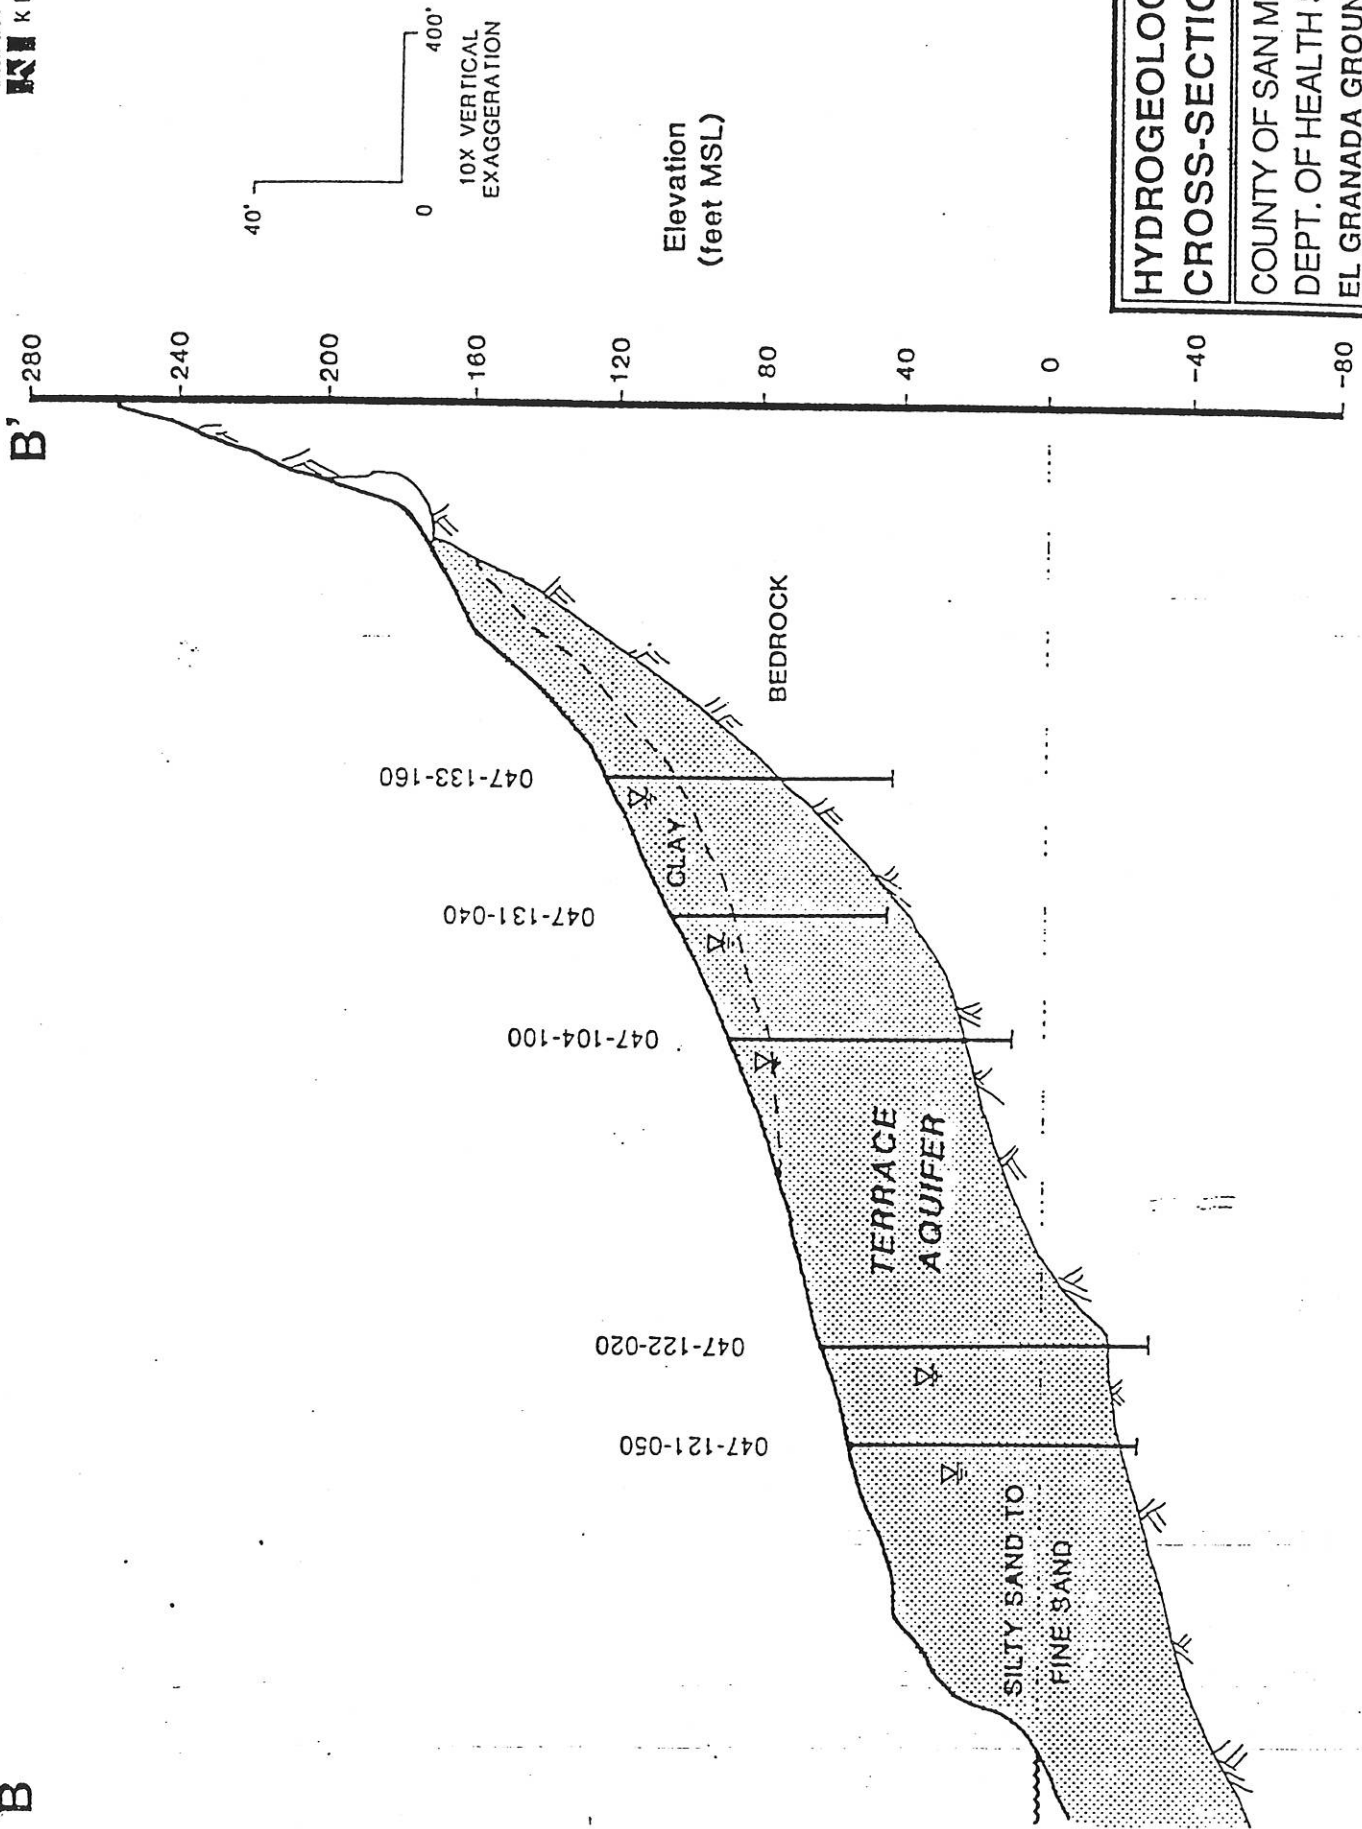 B
B'
280
240
200
160
120
80
40
0
-40
-80
Elevation
(feet MSL)
40'
0
400'
10X VERTICAL
EXAGGERATION
047-121-050
047-122-020
047-104-100
047-131-040
047-133-160
CLAY
TERRACE
AQUIFER
SILTY SAND TO
FINE SAND
BEDROCK
HYDROGEOLOG
CROSS-SECTIO
COUNTY OF SAN M
DEPT. OF HEALTH
EL GRANADA GROUN